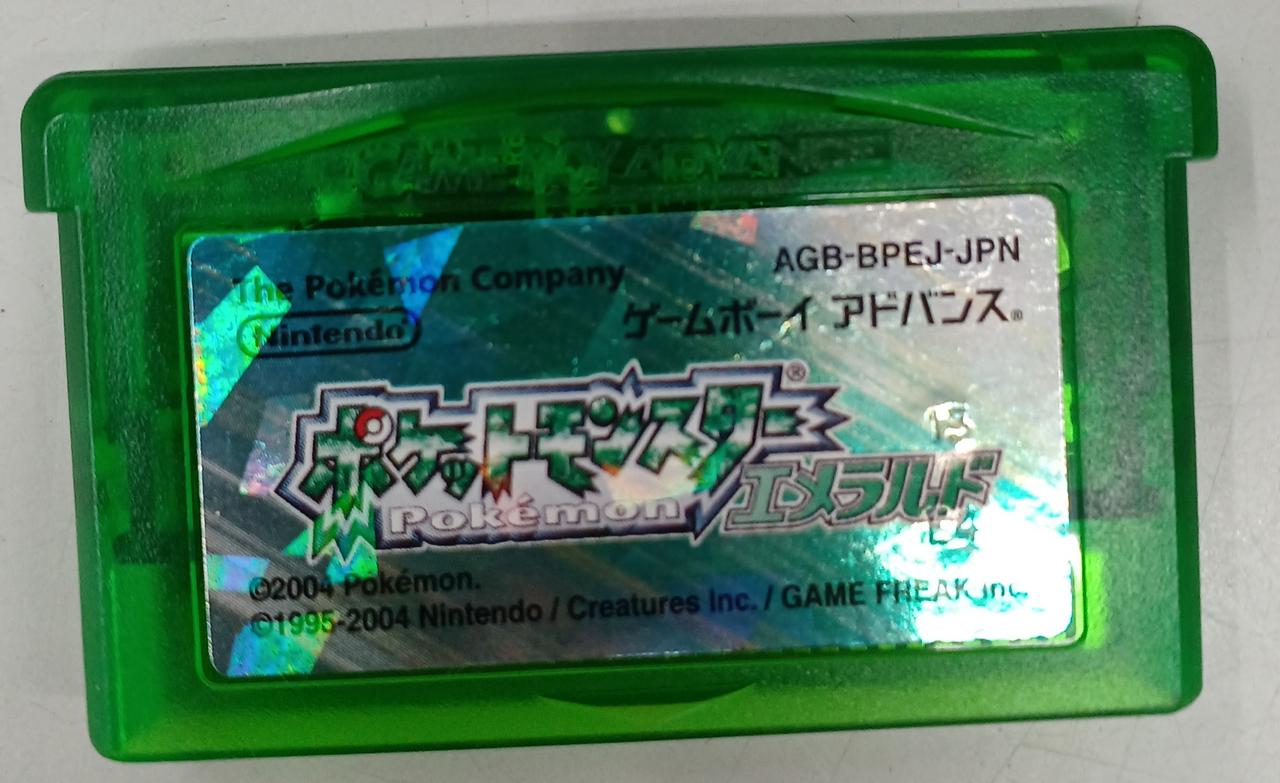 GAME BOY ADVANCE
The Pokémon Company
Nintendo®
AGB-BPEJ-JPN
ゲームボーイ アドバンス®
ポケットモンスター®
Pokémon
エメラルド
©2004 Pokémon.
©1995-2004 Nintendo / Creatures Inc. / GAME FREAK inc.